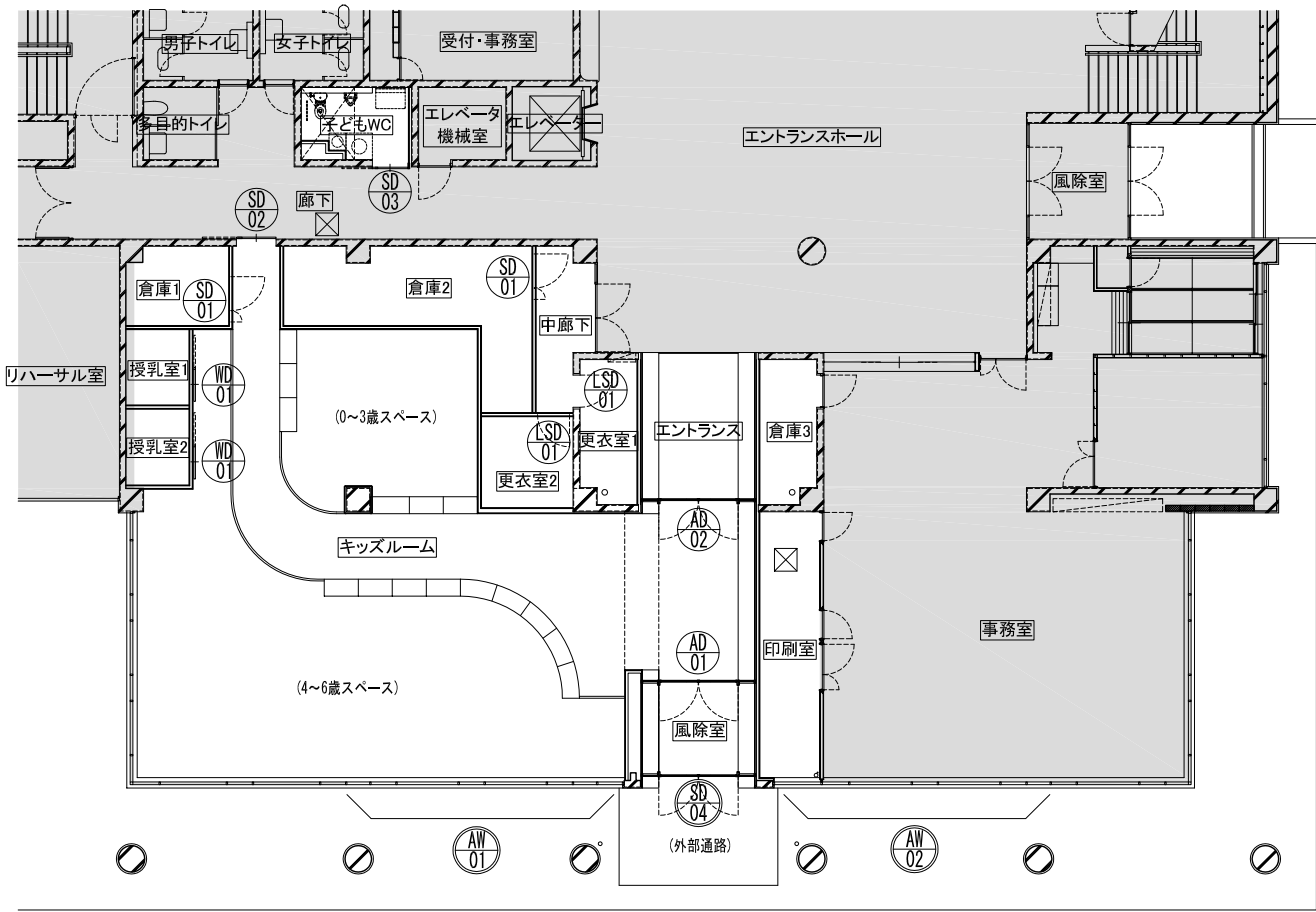 男子トイレ
女子トイレ
受付・事務室
多目的トイレ
子どもWC
エレベータ
機械室
エレベーター
エントランスホール
風除室
SD
02
廊下
SD
03
倉庫1
SD
01
倉庫2
SD
01
中廊下
リハーサル室
授乳室1
WD
01
(0～3歳スペース)
LSD
01
授乳室2
WD
01
LSD
01
更衣室1
更衣室2
エントランス
倉庫3
AD
02
キッズルーム
AD
01
印刷室
事務室
(4～6歳スペース)
風除室
SD
04
(外部通路)
AW
01
AW
02